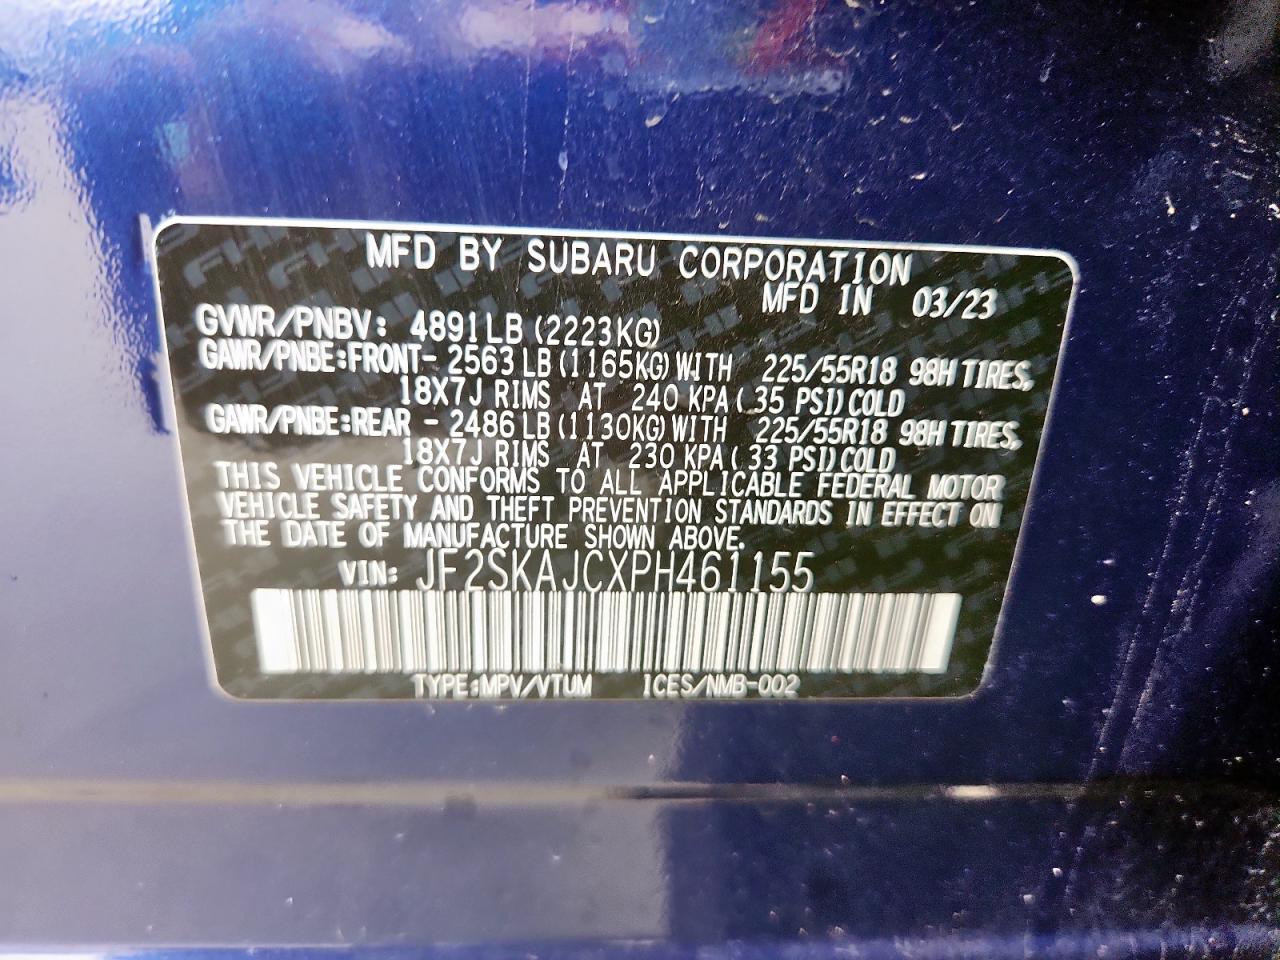 MFD BY SUBARU CORPORATION
MFD IN 03/23
GVWR/PNBV: 4891LB (2223KG)
GAWR/PNBE:FRONT- 2563 LB (1165KG) WITH 225/55R18 98H TIRES,
18X7J RIMS AT 240 KPA ( 35 PSI) COLD
GAWR/PNBE:REAR - 2486 LB (1130KG) WITH 225/55R18 98H TIRES,
18X7J RIMS AT 230 KPA ( 33 PSI) COLD
THIS VEHICLE CONFORMS TO ALL APPLICABLE FEDERAL MOTOR
VEHICLE SAFETY AND THEFT PREVENTION STANDARDS IN EFFECT ON
THE DATE OF MANUFACTURE SHOWN ABOVE.
VIN: JF2SKAJCXPH461155
TYPE:MPV/VTUM ICES/NMB-002